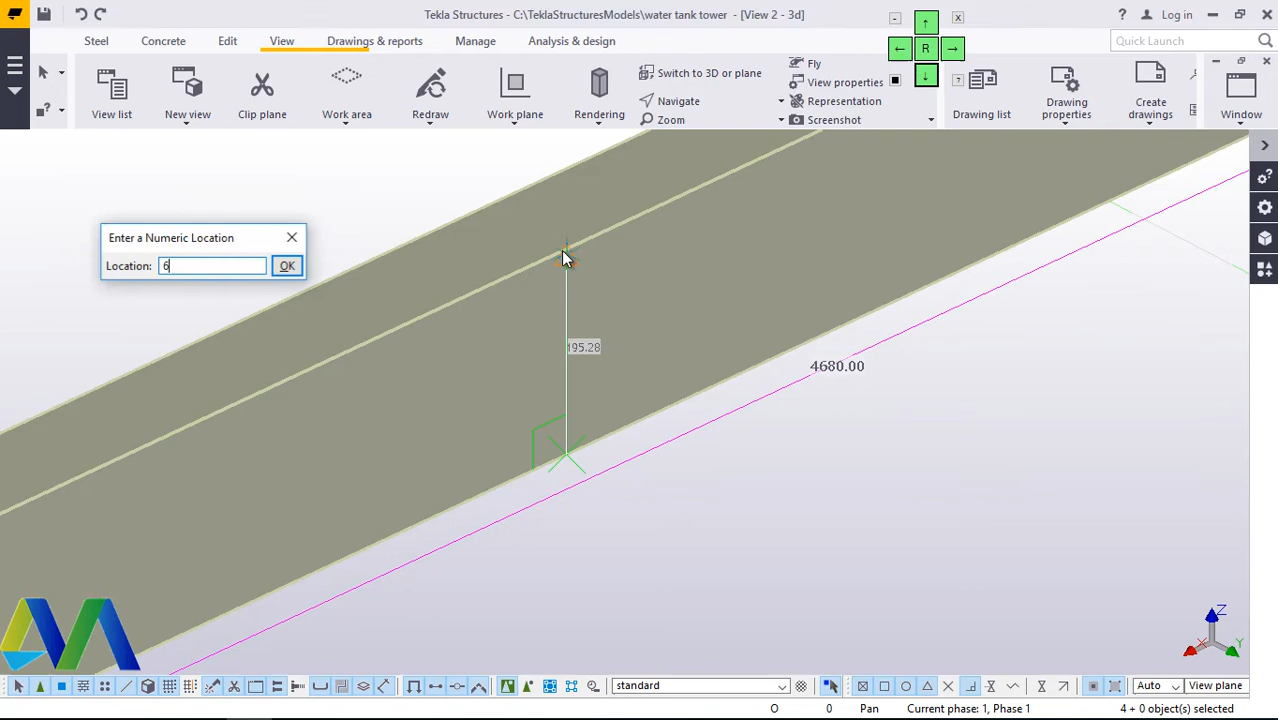 Tekla Structures - C:\TeklaStructuresModels\water tank tower - [View 2 - 3d]
Log in
Steel
Concrete
Edit
View
Drawings & reports
Manage
Analysis & design
Quick Launch
R
View list
New view
Clip plane
Work area
Redraw
Work plane
Rendering
Switch to 3D or plane
Navigate
Zoom
Fly
View properties
Representation
Screenshot
Drawing list
Drawing properties
Create drawings
Window
Enter a Numeric Location
Location: 6
OK
195.28
4680.00
Z
X
Y
standard
Auto
View plane
O
0
Pan
Current phase: 1, Phase 1
4 + 0 object(s) selected